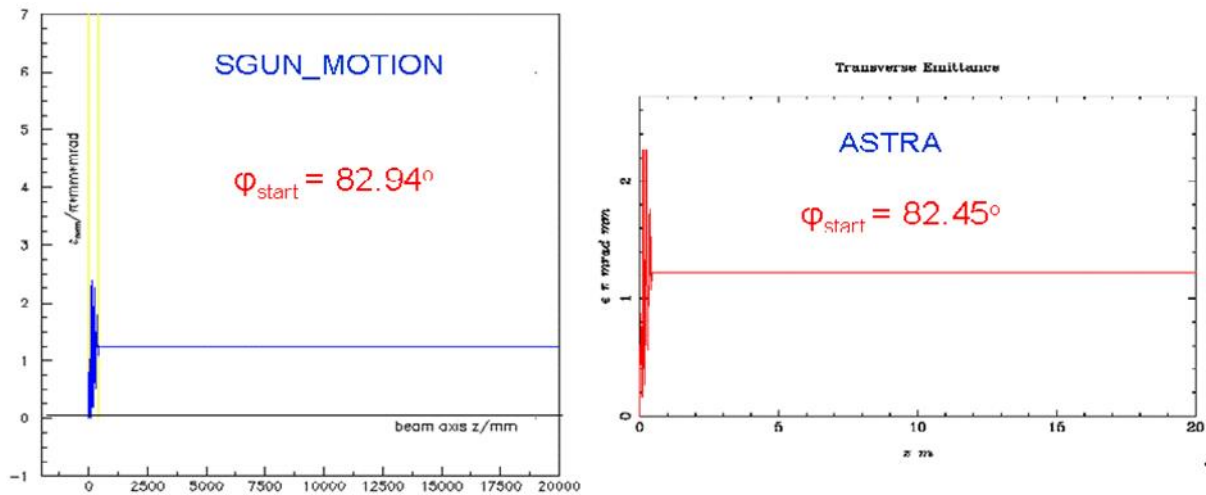 7
6
5
4
3
2
1
0
-1
SGUN_MOTION
φstart = 82.94°
beam axis z/mm
0 2500 5000 7500 10000 12500 15000 17500 20000
Transverse Emittance
ASTRA
φstart = 82.45°
2
1
0
ε π mrad mm
0 5 10 15 20
z m